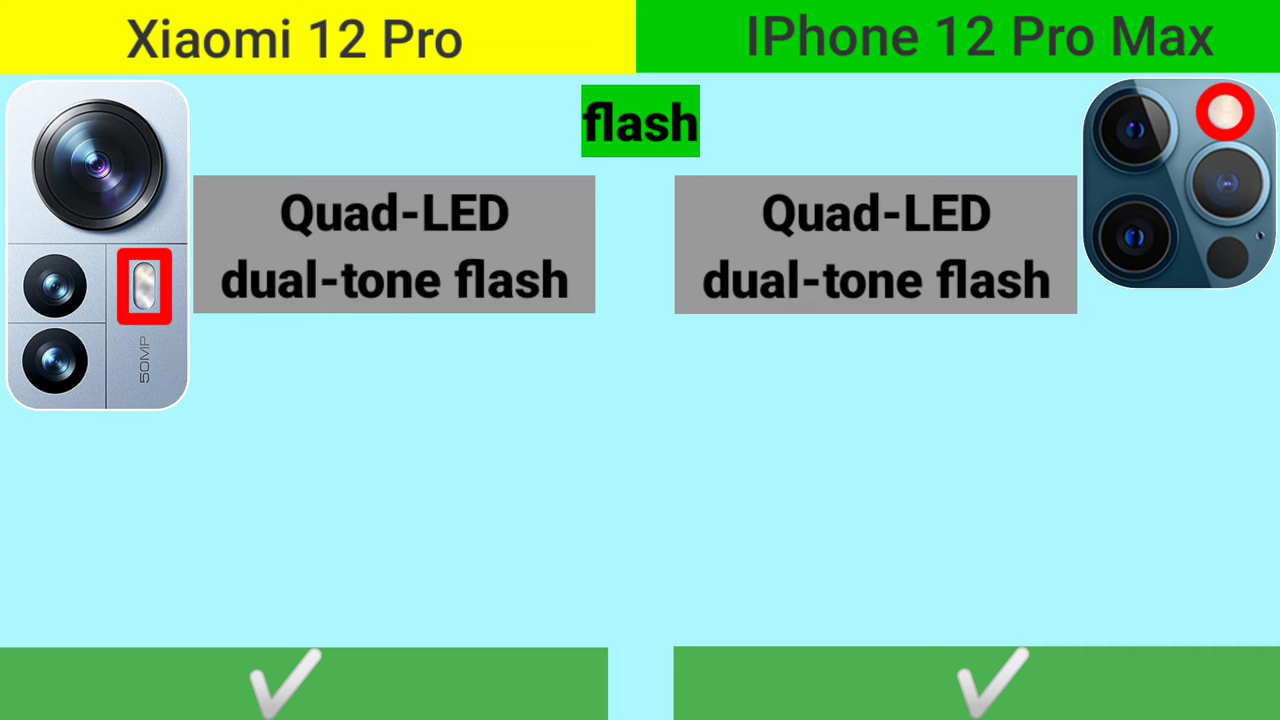 Xiaomi 12 Pro
IPhone 12 Pro Max
flash
Quad-LED
dual-tone flash
Quad-LED
dual-tone flash
50MP